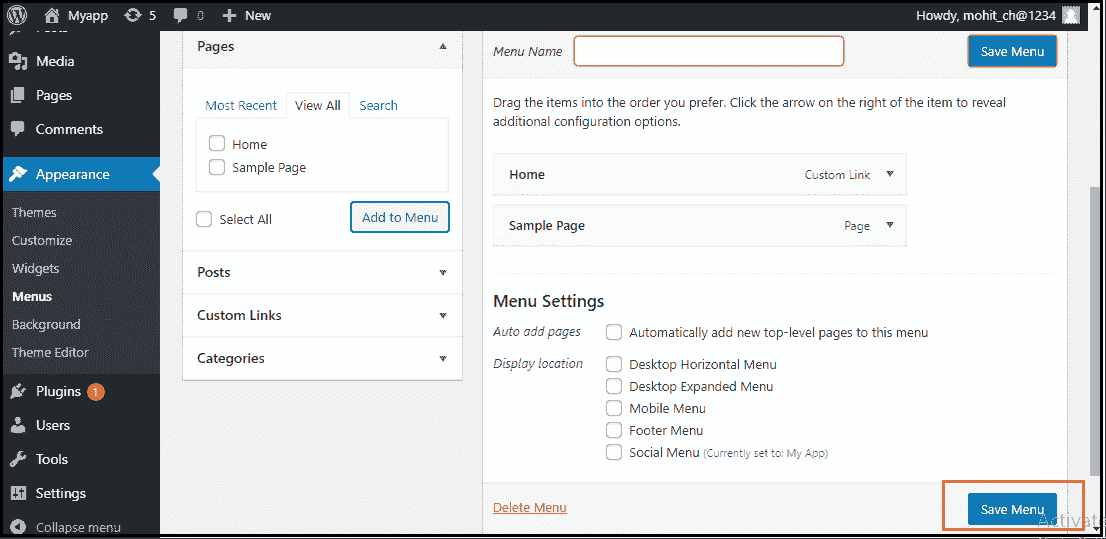 Myapp 5 0 New Howdy, mohit_ch@1234
Media
Pages
Comments
Appearance
Themes
Customize
Widgets
Menus
Background
Theme Editor
Plugins 1
Users
Tools
Settings
Collapse menu
Pages
Most Recent View All Search
Home
Sample Page
Select All Add to Menu
Posts
Custom Links
Categories
Menu Name Save Menu
Drag the items into the order you prefer. Click the arrow on the right of the item to reveal
additional configuration options.
Home Custom Link
Sample Page Page
Menu Settings
Auto add pages Automatically add new top-level pages to this menu
Display location Desktop Horizontal Menu
Desktop Expanded Menu
Mobile Menu
Footer Menu
Social Menu (Currently set to: My App)
Delete Menu Save Menu